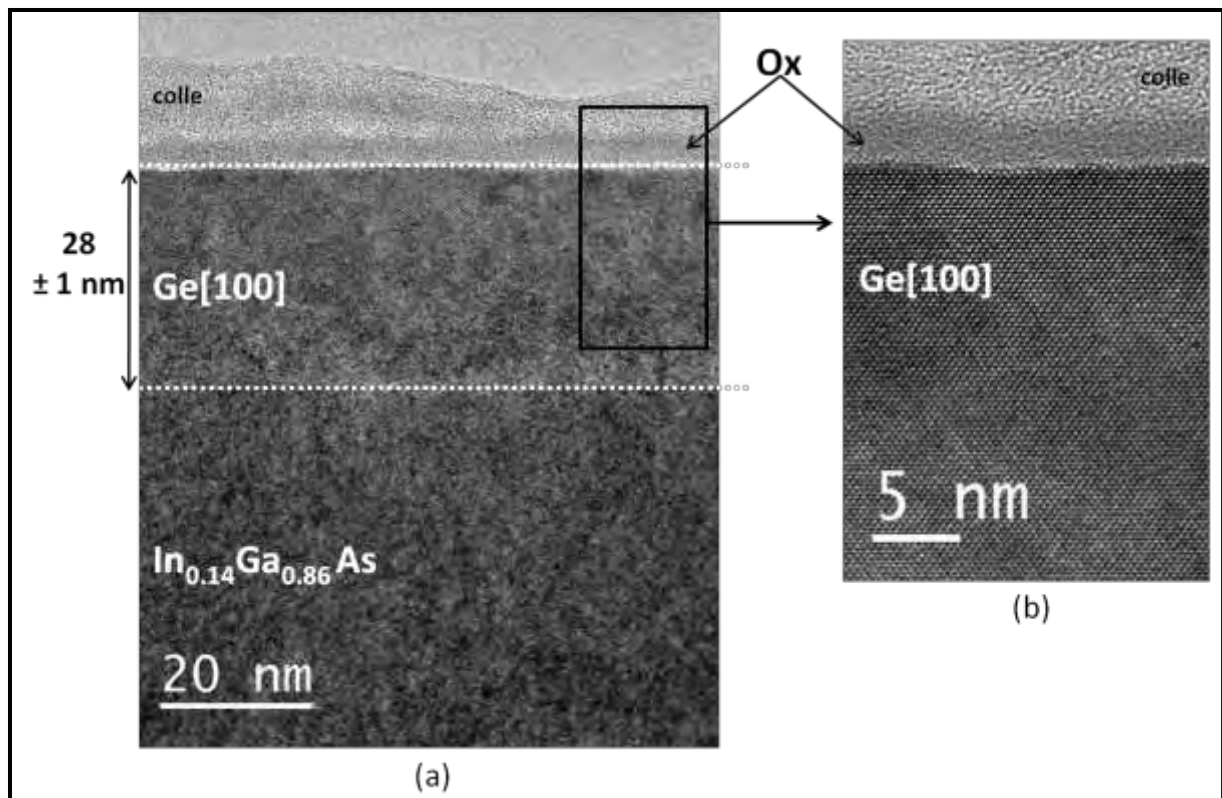 colle
Ox
colle
28
± 1 nm
Ge[100]
Ge[100]
5 nm
In0.14Ga0.86As
20 nm
(a)
(b)